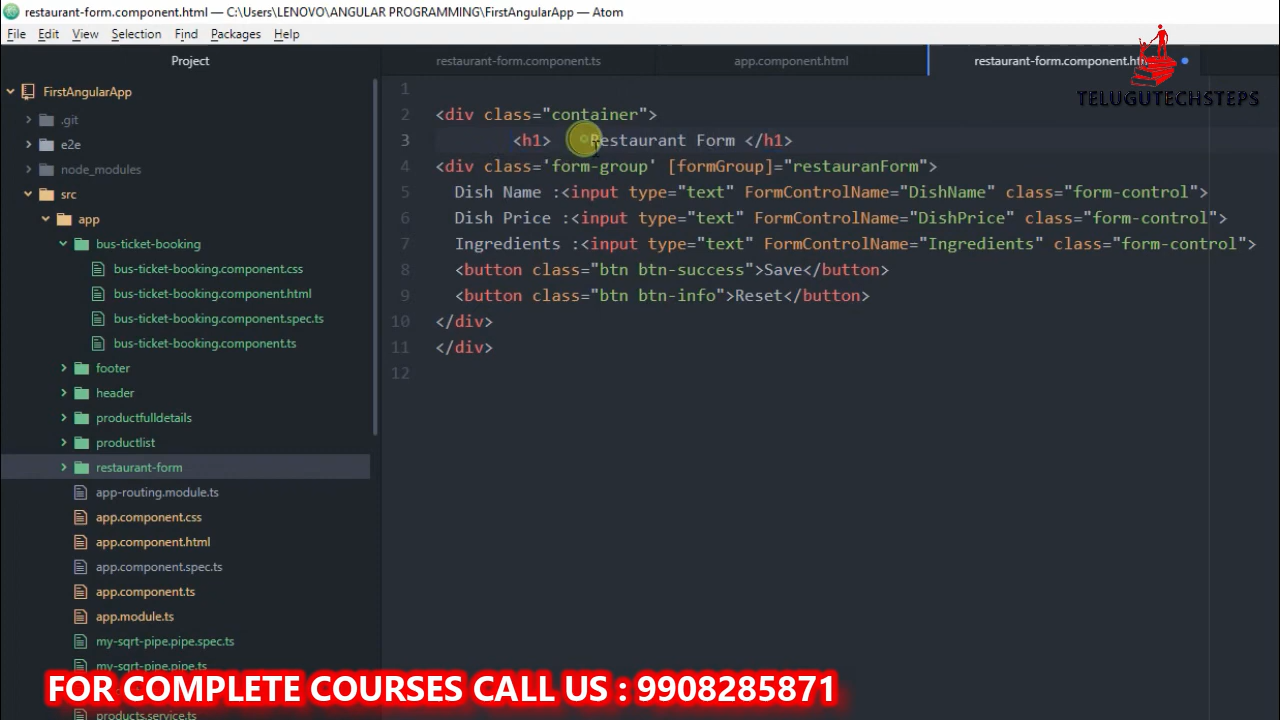 restaurant-form.component.html — C:\Users\LENOVO\ANGULAR PROGRAMMING\FirstAngularApp — Atom
File Edit View Selection Find Packages Help
Project
restaurant-form.component.ts
app.component.html
restaurant-form.component.htm
TELUGUTECHSTEPS
FirstAngularApp
.git
e2e
node_modules
src
app
bus-ticket-booking
bus-ticket-booking.component.css
bus-ticket-booking.component.html
bus-ticket-booking.component.spec.ts
bus-ticket-booking.component.ts
footer
header
productfulldetails
productlist
restaurant-form
app-routing.module.ts
app.component.css
app.component.html
app.component.spec.ts
app.component.ts
app.module.ts
my-sqrt-pipe.pipe.spec.ts
my-sqrt-pipe.pipe.ts
products.service.ts
1
2 <div class="container">
3 <h1> Restaurant Form </h1>
4 <div class='form-group' [formGroup]="restauranForm">
5 Dish Name :<input type="text" FormControlName="DishName" class="form-control">
6 Dish Price :<input type="text" FormControlName="DishPrice" class="form-control">
7 Ingredients :<input type="text" FormControlName="Ingredients" class="form-control">
8 <button class="btn btn-success">Save</button>
9 <button class="btn btn-info">Reset</button>
10 </div>
11 </div>
12
FOR COMPLETE COURSES CALL US : 9908285871